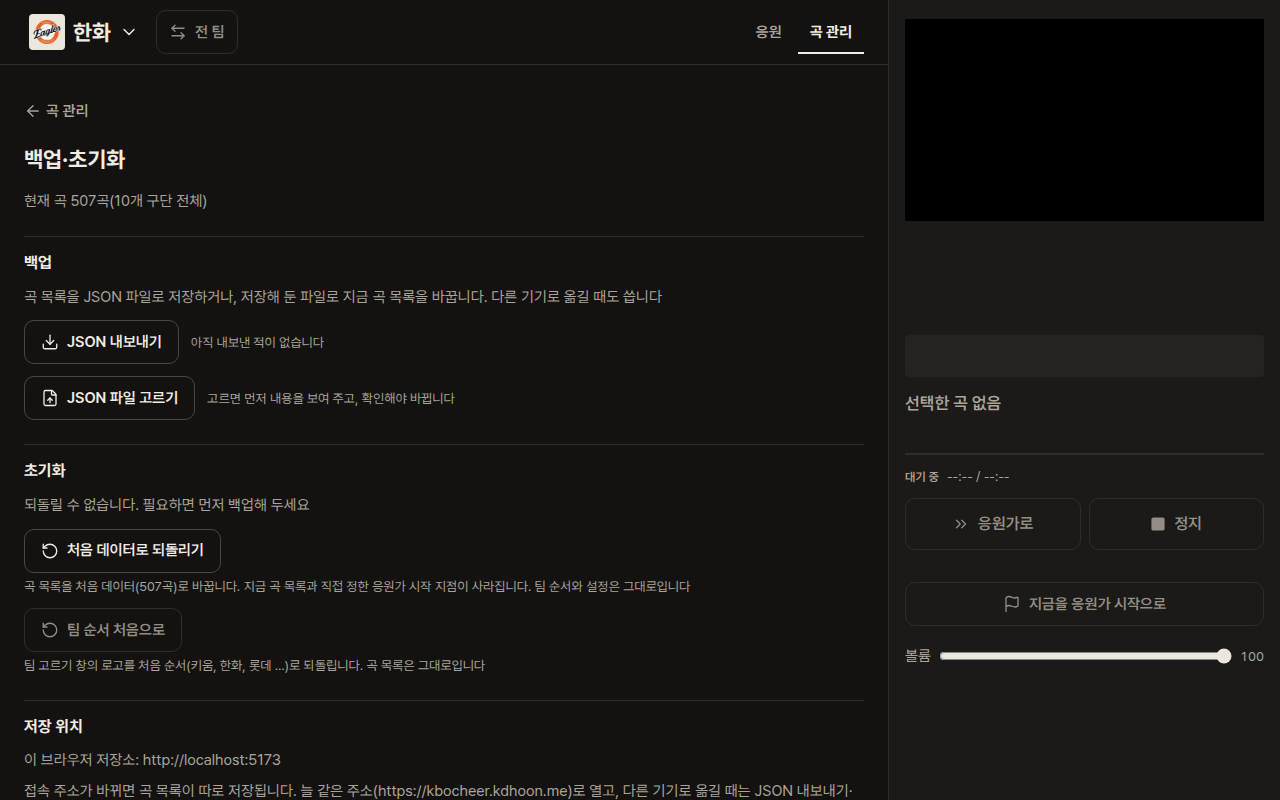 Eagles
한화
전 팀
응원
곡 관리
곡 관리
백업·초기화
현재 곡 507곡(10개 구단 전체)
백업
곡 목록을 JSON 파일로 저장하거나, 저장해 둔 파일로 지금 곡 목록을 바꿉니다. 다른 기기로 옮길 때도 씁니다
JSON 내보내기
아직 내보낸 적이 없습니다
JSON 파일 고르기
고르면 먼저 내용을 보여 주고, 확인해야 바뀝니다
초기화
되돌릴 수 없습니다. 필요하면 먼저 백업해 두세요
처음 데이터로 되돌리기
곡 목록을 처음 데이터(507곡)로 바꿉니다. 지금 곡 목록과 직접 정한 응원가 시작 지점이 사라집니다. 팀 순서와 설정은 그대로입니다
팀 순서 처음으로
팀 고르기 창의 로고를 처음 순서(키움, 한화, 롯데 …)로 되돌립니다. 곡 목록은 그대로입니다
저장 위치
이 브라우저 저장소: http://localhost:5173
접속 주소가 바뀌면 곡 목록이 따로 저장됩니다. 늘 같은 주소(https://kbocheer.kdhoon.me)로 열고, 다른 기기로 옮길 때는 JSON 내보내기·
선택한 곡 없음
대기 중 --:-- / --:--
응원가로
정지
지금을 응원가 시작으로
볼륨
100